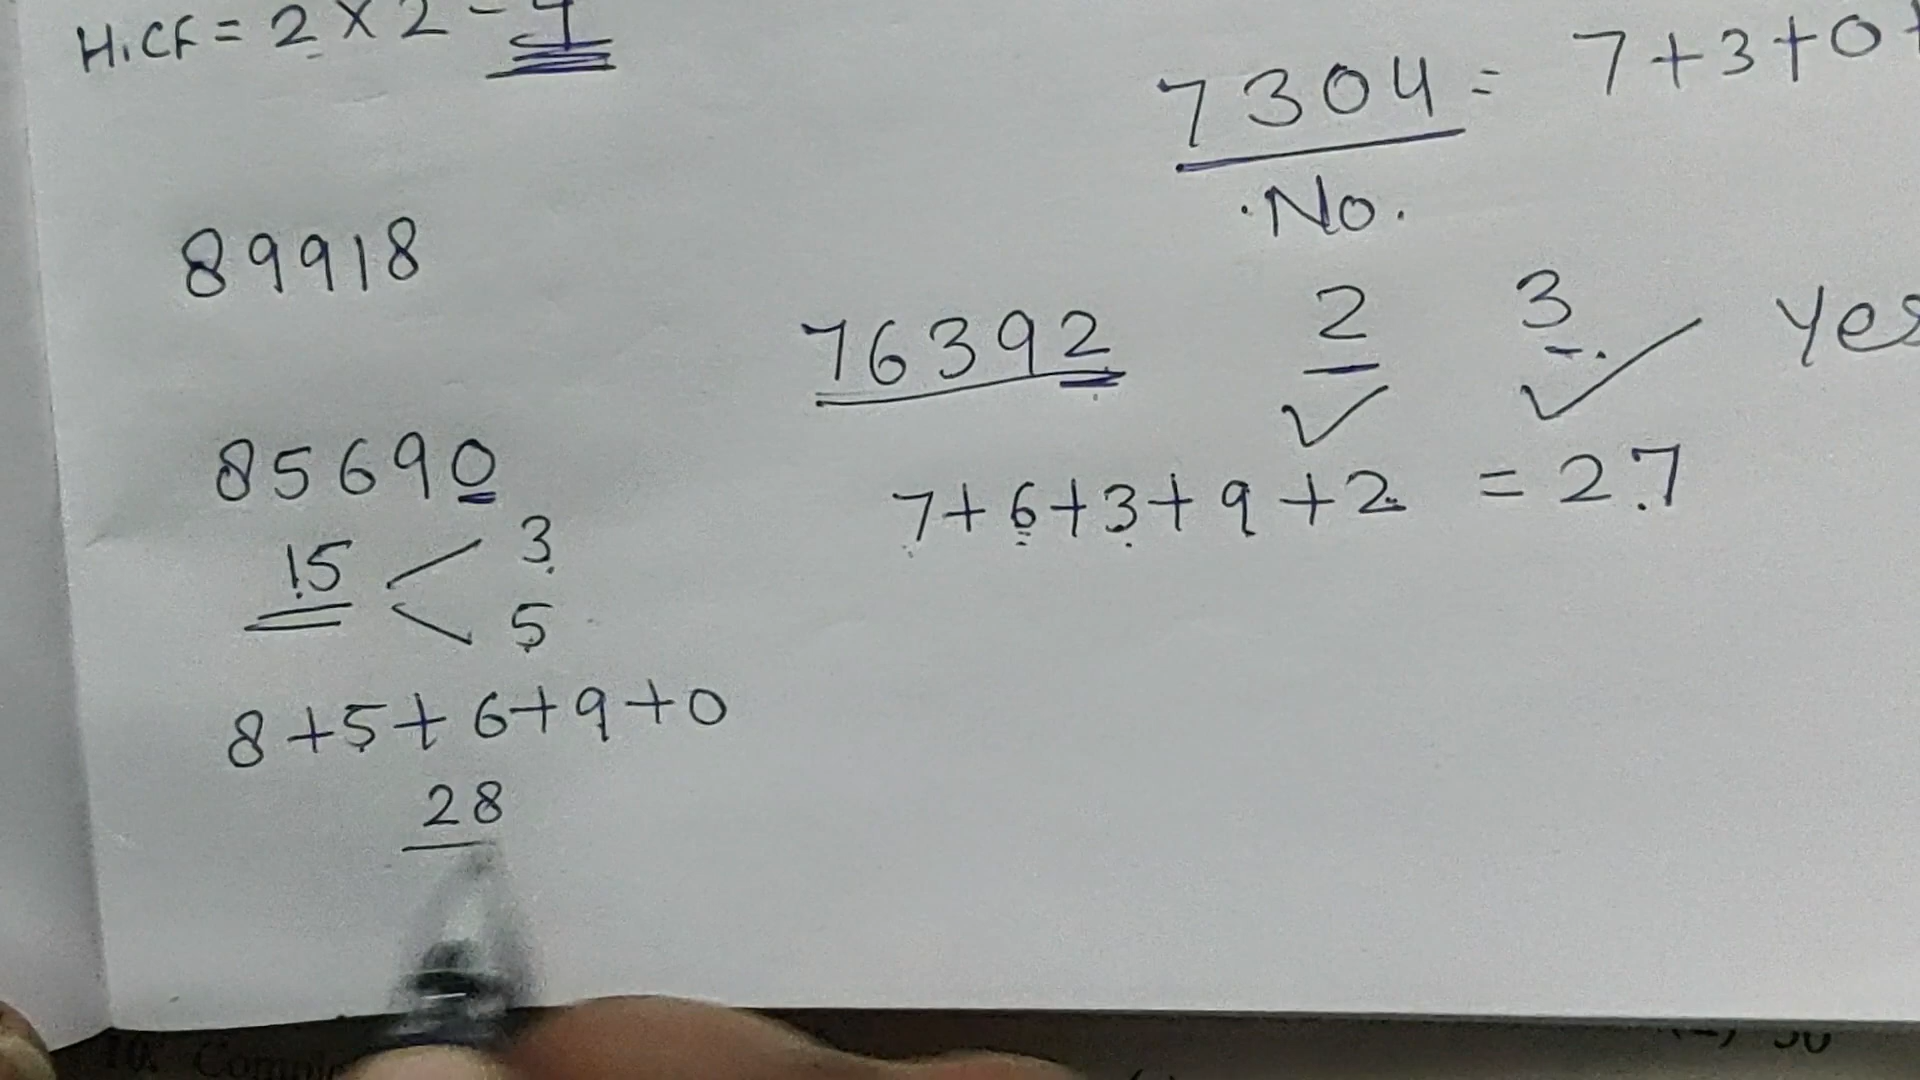 H.CF = 2 × 2 = 4
7304 = 7+3+0+
No.
89918
76392 2 3 Yes
7+6+3+9+2 = 27
85690
15 < 3
5
8+5+6+9+0
28
10.